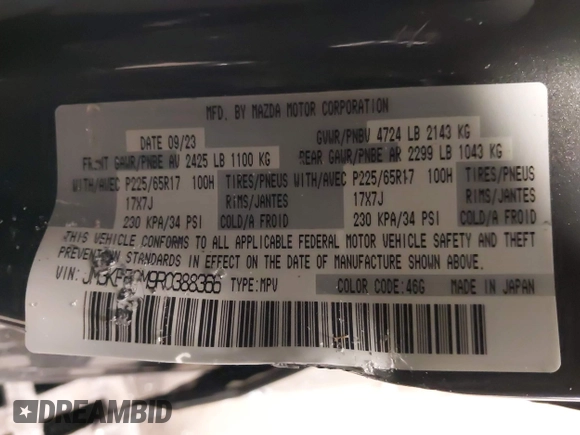 MFD. BY MAZDA MOTOR CORPORATION
DATE 09/23 GVWR/PNBV 4724 LB 2143 KG
FRONT GAWR/PNBE AV 2425 LB 1100 KG REAR GAWR/PNBE AR 2299 LB 1043 KG
WITH/AVEC P225/65R17 100H TIRES/PNEUS WITH/AVEC P225/65R17 100H TIRES/PNEUS
17X7J RIMS/JANTES 17X7J RIMS/JANTES
230 KPA/34 PSI COLD/A FROID 230 KPA/34 PSI COLD/A FROID
THIS VEHICLE CONFORMS TO ALL APPLICABLE FEDERAL MOTOR VEHICLE SAFETY AND THEFT
PREVENTION STANDARDS IN EFFECT ON THE DATE OF MANUFACTURE SHOWN ABOVE.
VIN: TYPE:MPV COLOR CODE:46G MADE IN JAPAN
DREAMBID